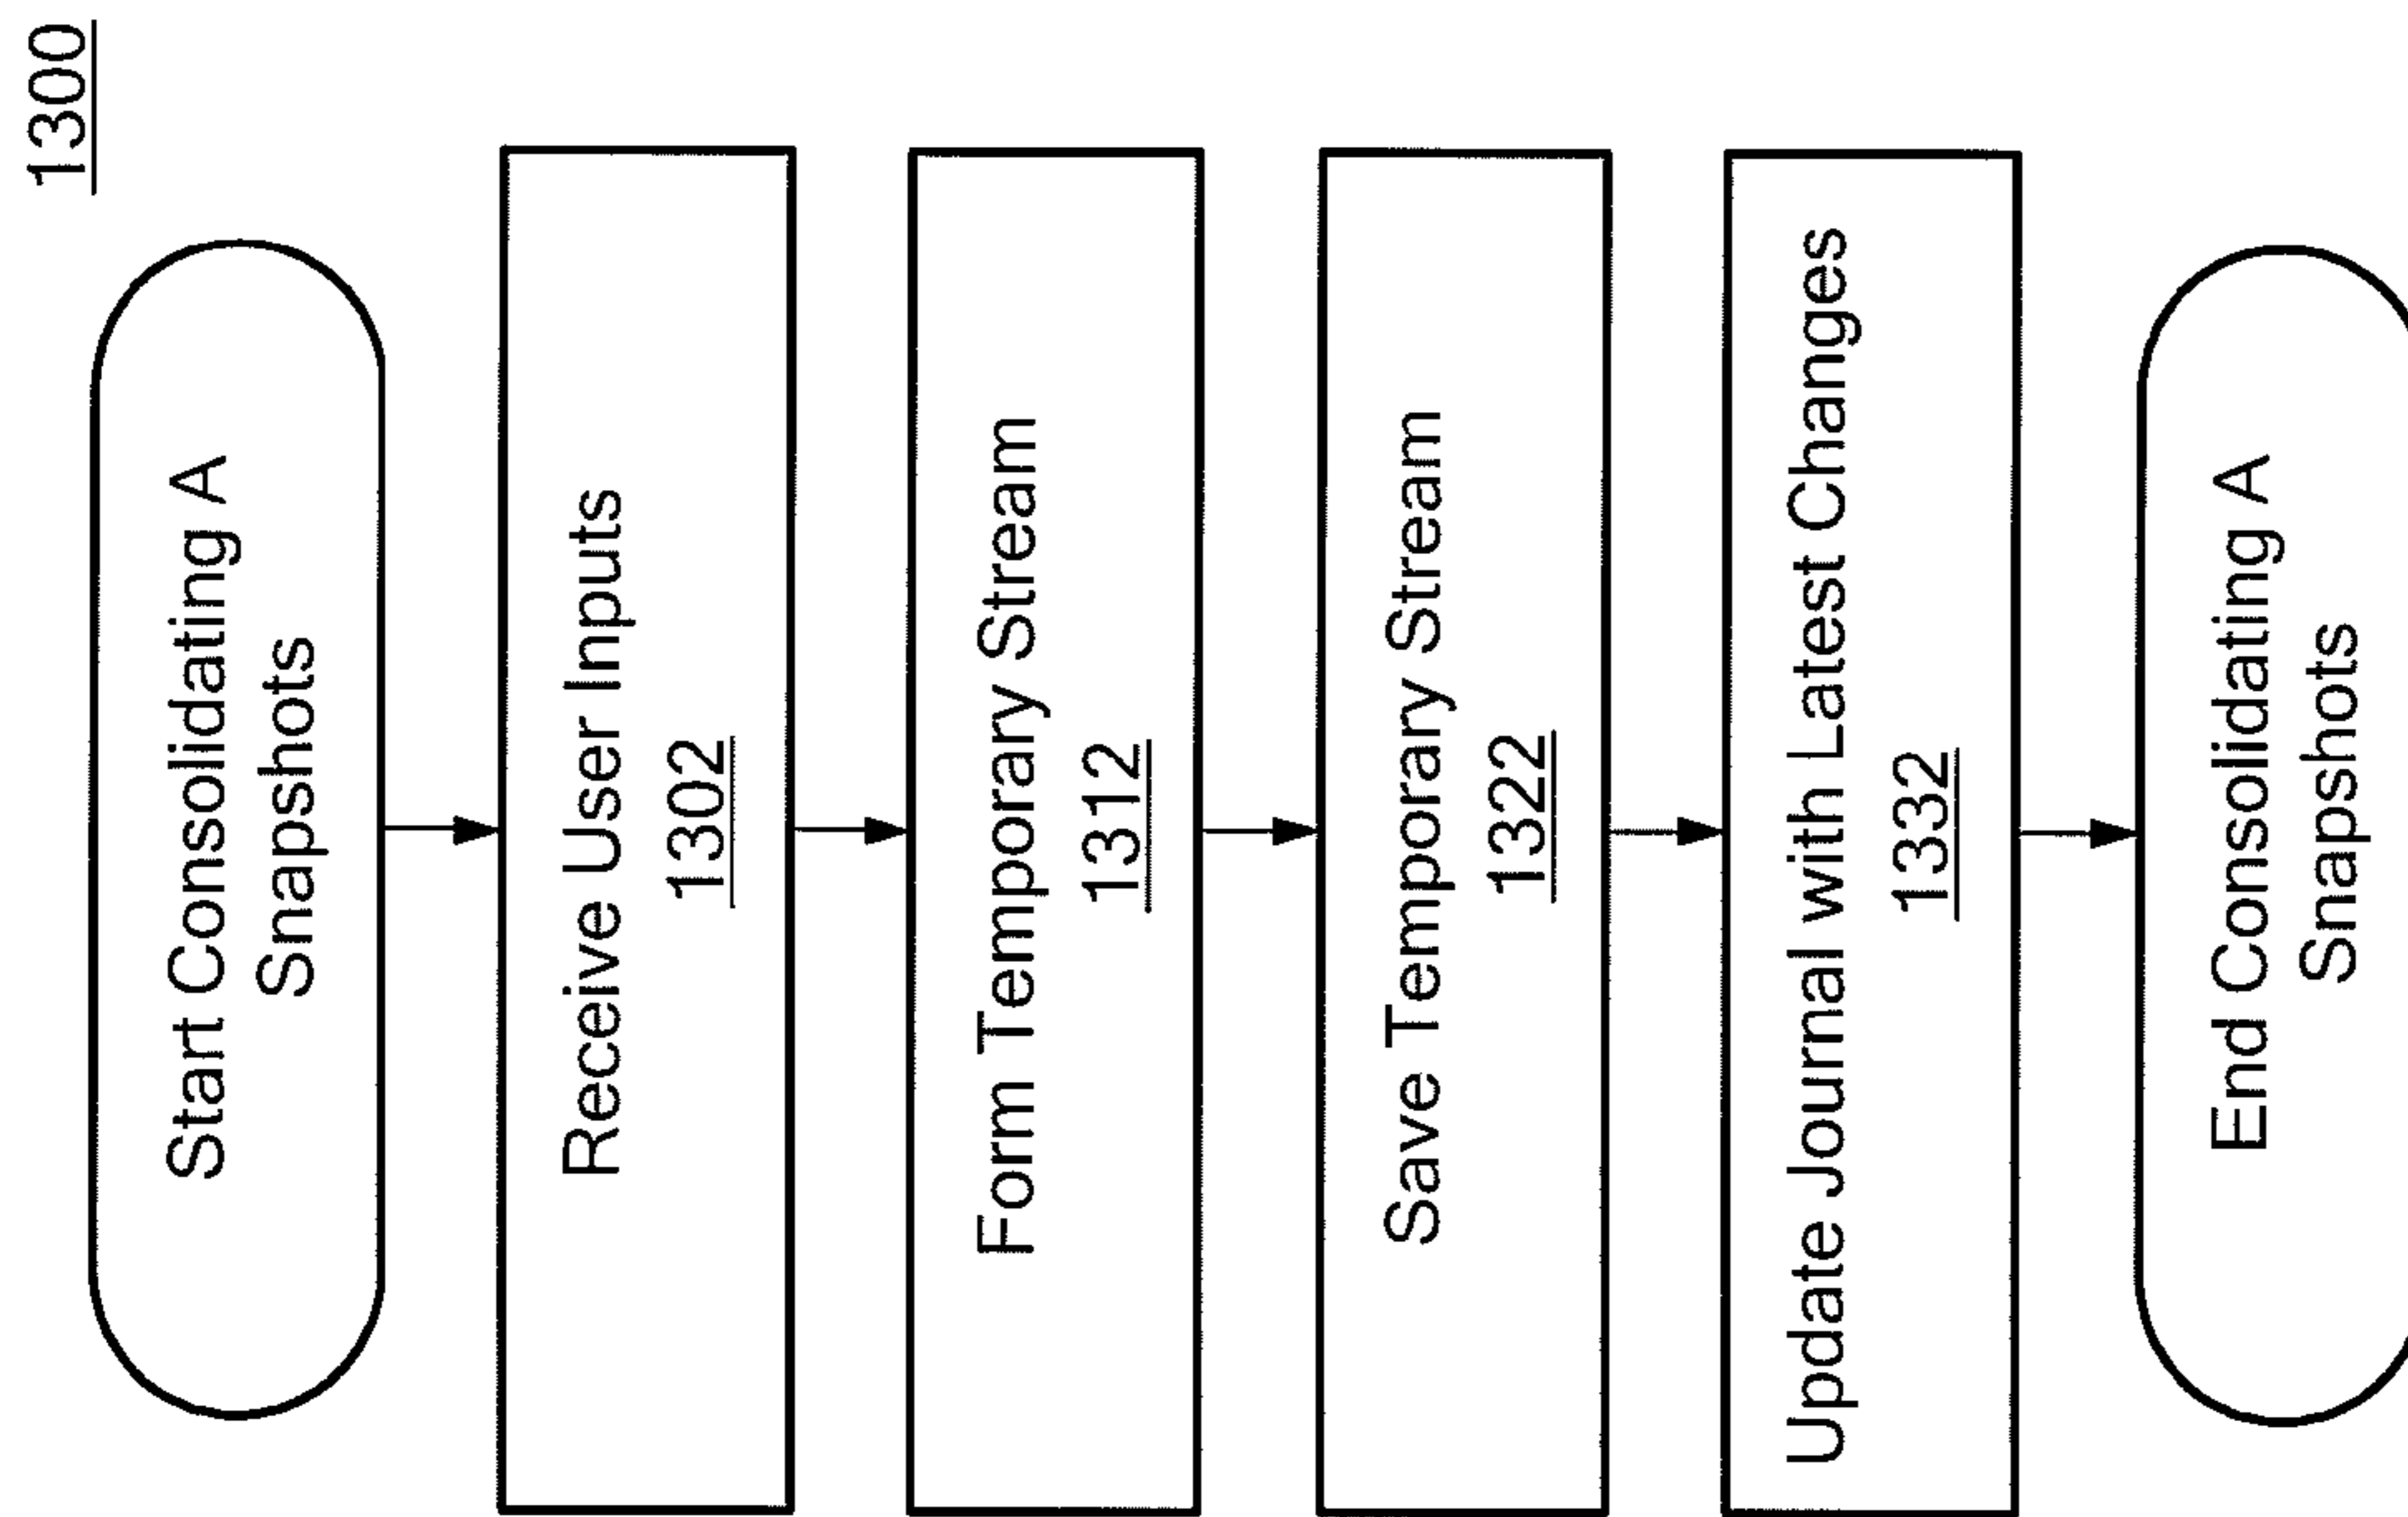 1300
Start Consolidating A
Snapshots
Receive User Inputs
1302
Form Temporary Stream
1312
Save Temporary Stream
1322
Update Journal with Latest Changes
1332
End Consolidating A
Snapshots